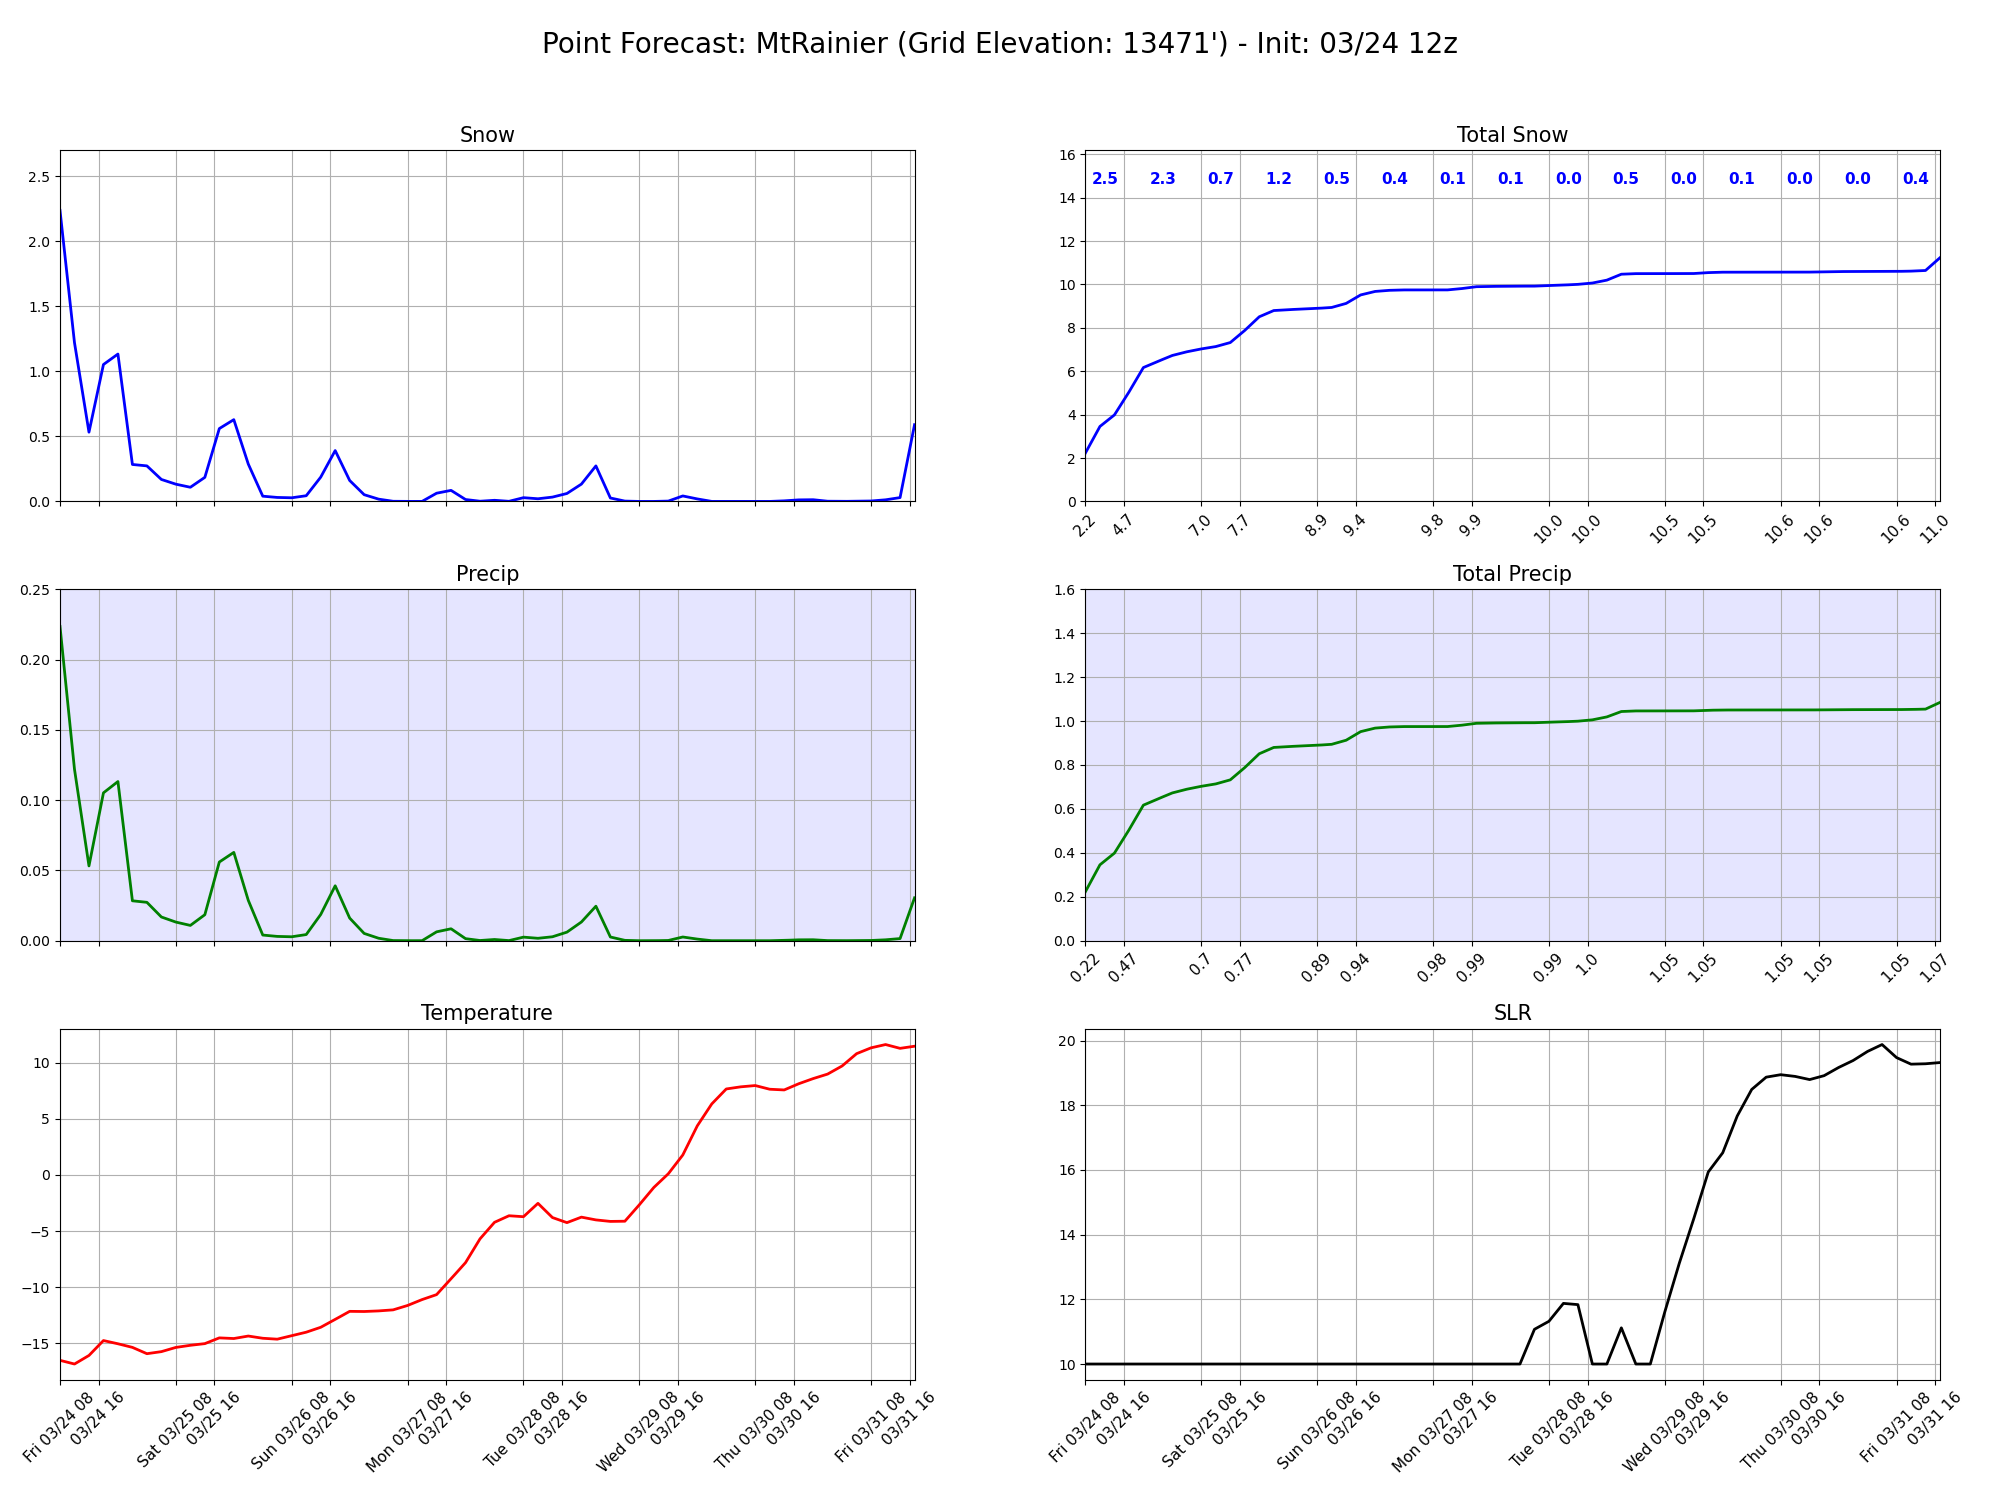 Point Forecast: MtRainier (Grid Elevation: 13471') - Init: 03/24 12z
Snow
2.5
2.0
1.5
1.0
0.5
0.0
Total Snow
16
14
12
10
8
6
4
2
0
2.5 2.3 0.7 1.2 0.5 0.4 0.1 0.1 0.0 0.5 0.0 0.1 0.0 0.0 0.4
2.2 4.7 7.0 7.7 8.9 9.4 9.8 9.9 10.0 10.0 10.5 10.5 10.6 10.6 10.6 11.0
Precip
0.25
0.20
0.15
0.10
0.05
0.00
Total Precip
1.6
1.4
1.2
1.0
0.8
0.6
0.4
0.2
0.0
0.22 0.47 0.7 0.77 0.89 0.94 0.98 0.99 0.99 1.0 1.05 1.05 1.05 1.05 1.05 1.07
Temperature
10
5
0
−5
−10
−15
Fri 03/24 08
03/24 16
Sat 03/25 08
03/25 16
Sun 03/26 08
03/26 16
Mon 03/27 08
03/27 16
Tue 03/28 08
03/28 16
Wed 03/29 08
03/29 16
Thu 03/30 08
03/30 16
Fri 03/31 08
03/31 16
SLR
20
18
16
14
12
10
Fri 03/24 08
03/24 16
Sat 03/25 08
03/25 16
Sun 03/26 08
03/26 16
Mon 03/27 08
03/27 16
Tue 03/28 08
03/28 16
Wed 03/29 08
03/29 16
Thu 03/30 08
03/30 16
Fri 03/31 08
03/31 16